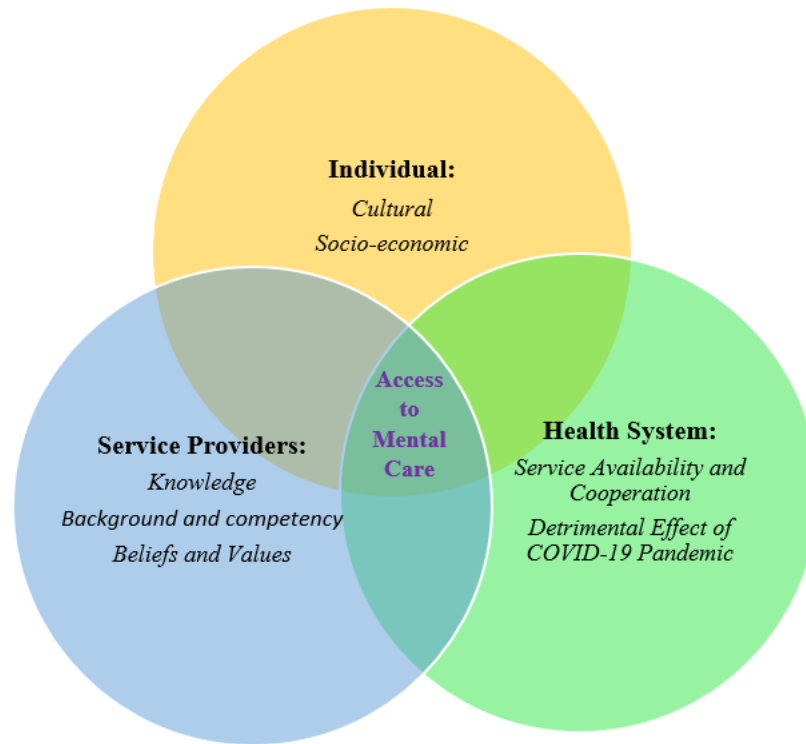 Individual:
Cultural
Socio-economic
Access
to
Mental
Care
Service Providers:
Knowledge
Background and competency
Beliefs and Values
Health System:
Service Availability and
Cooperation
Detrimental Effect of
COVID-19 Pandemic